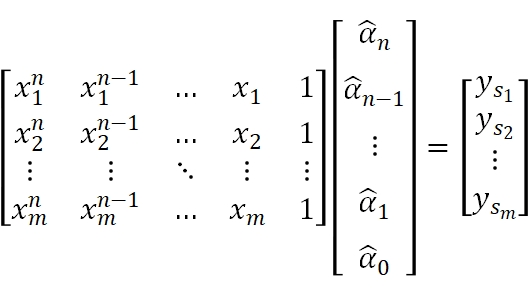 [x_1^n x_1^{n-1} … x_1 1] [α̂_n] [y_{s_1}]
[x_2^n x_2^{n-1} … x_2 1] [α̂_{n-1}] [y_{s_2}]
[⋮ ⋮ ⋱ ⋮ ⋮] [⋮] = [⋮]
[x_m^n x_m^{n-1} … x_m 1] [α̂_1] [y_{s_m}]
[α̂_0]